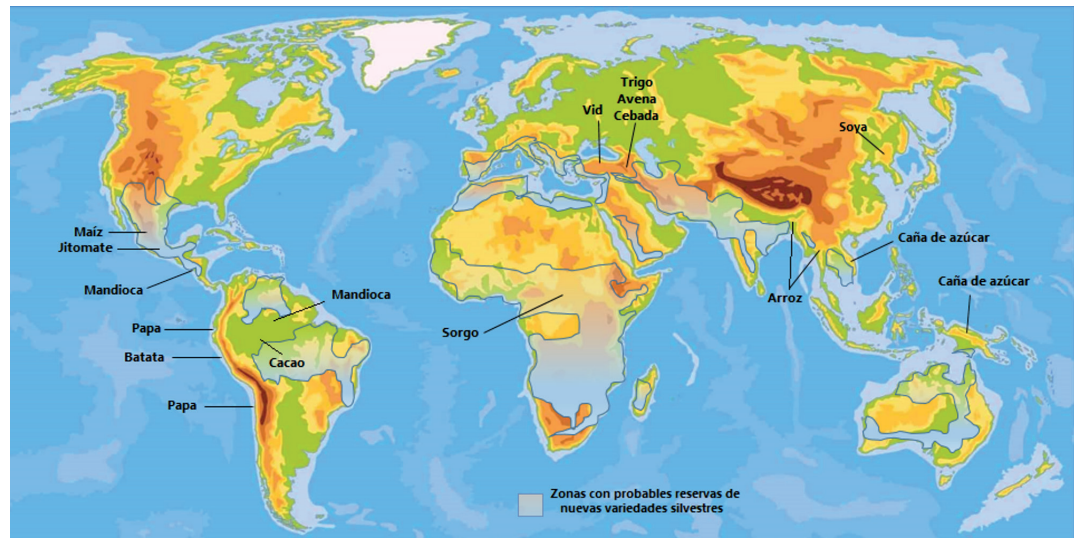 Trigo
Avena
Cebada
Vid
Soya
Maíz
Jitomate
Mandioca
Caña de azúcar
Caña de azúcar
Mandioca
Arroz
Papa
Sorgo
Batata
Cacao
Papa
Zonas con probables reservas de
nuevas variedades silvestres